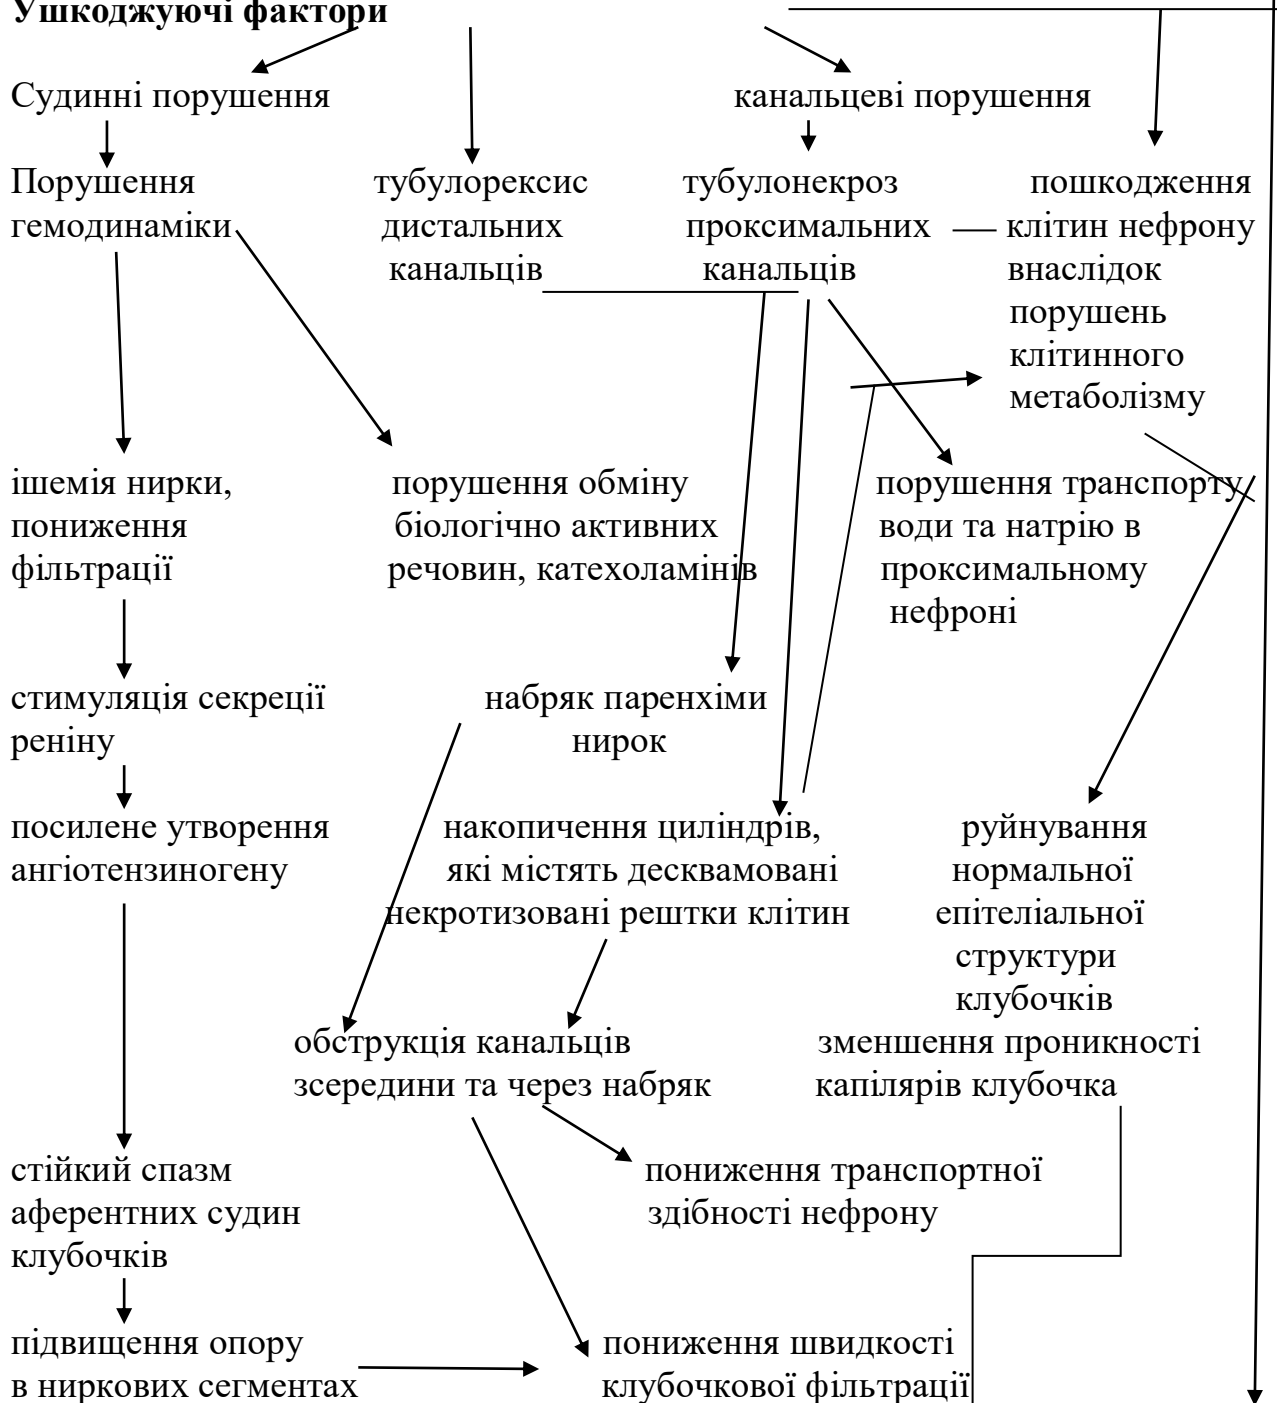 Ушкоджуючі фактори
Судинні порушення
канальцеві порушення
Порушення
гемодинаміки
тубулорексис
дистальних
канальців
тубулонекроз
проксимальних
канальців
пошкодження
клітин нефрону
внаслідок
порушень
клітинного
метаболізму
ішемія нирки,
пониження
фільтрації
порушення обміну
біологічно активних
речовин, катехоламінів
порушення транспорту
води та натрію в
проксимальному
нефроні
стимуляція секреції
реніну
набряк паренхіми
нирок
посилене утворення
ангіотензиногену
накопичення циліндрів,
які містять десквамовані
некротизовані рештки клітин
руйнування
нормальної
епітеліальної
структури
клубочків
зменшення проникності
капілярів клубочка
обструкція канальців
зсередини та через набряк
стійкий спазм
аферентних судин
клубочків
пониження транспортної
здібності нефрону
підвищення опору
в ниркових сегментах
пониження швидкості
клубочкової фільтрації